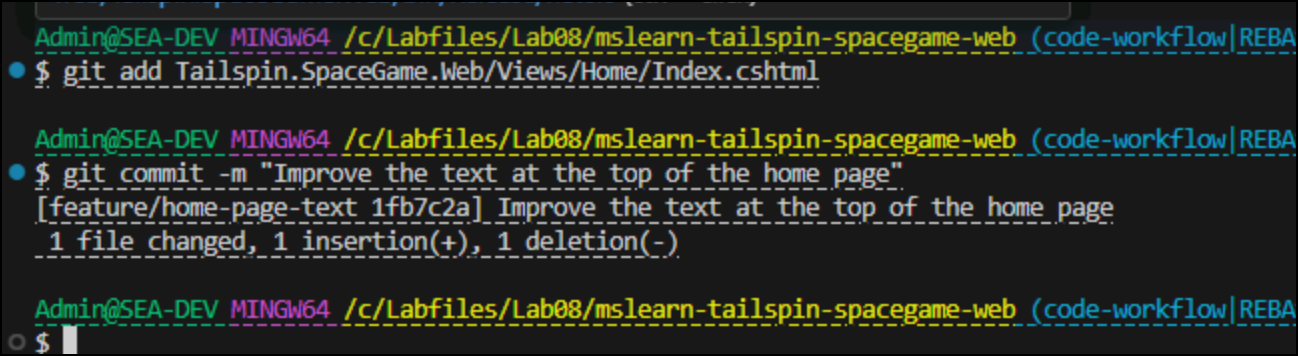 Admin@SEA-DEV MINGW64 /c/Labfiles/Lab08/mslearn-tailspin-spacegame-web (code-workflow|REBA
$ git add Tailspin.SpaceGame.Web/Views/Home/Index.cshtml
Admin@SEA-DEV MINGW64 /c/Labfiles/Lab08/mslearn-tailspin-spacegame-web (code-workflow|REBA
$ git commit -m "Improve the text at the top of the home page"
[feature/home-page-text 1fb7c2a] Improve the text at the top of the home page
1 file changed, 1 insertion(+), 1 deletion(-)
Admin@SEA-DEV MINGW64 /c/Labfiles/Lab08/mslearn-tailspin-spacegame-web (code-workflow|REBA
$